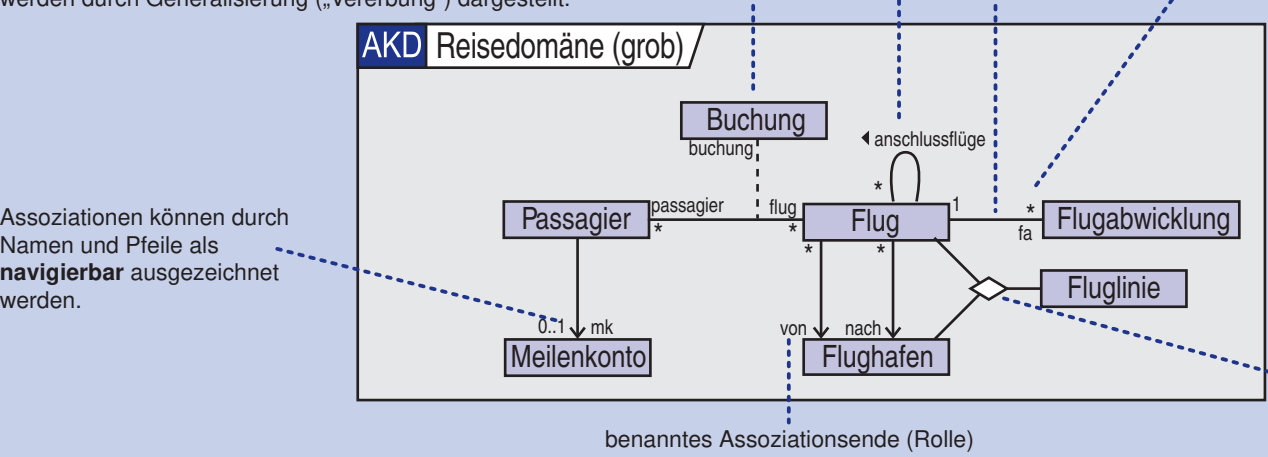 werden durch Generalisierung („Vererbung“) dargestellt.
AKD Reisedomäne (grob)
Buchung
buchung
anschlussflüge
*
Assoziationen können durch
Namen und Pfeile als
navigierbar ausgezeichnet
werden.
Passagier
passagier
*
flug
*
Flug
1
*
fa
Flugabwicklung
*
*
Fluglinie
0..1
mk
von
nach
Meilenkonto
Flughafen
benanntes Assoziationsende (Rolle)